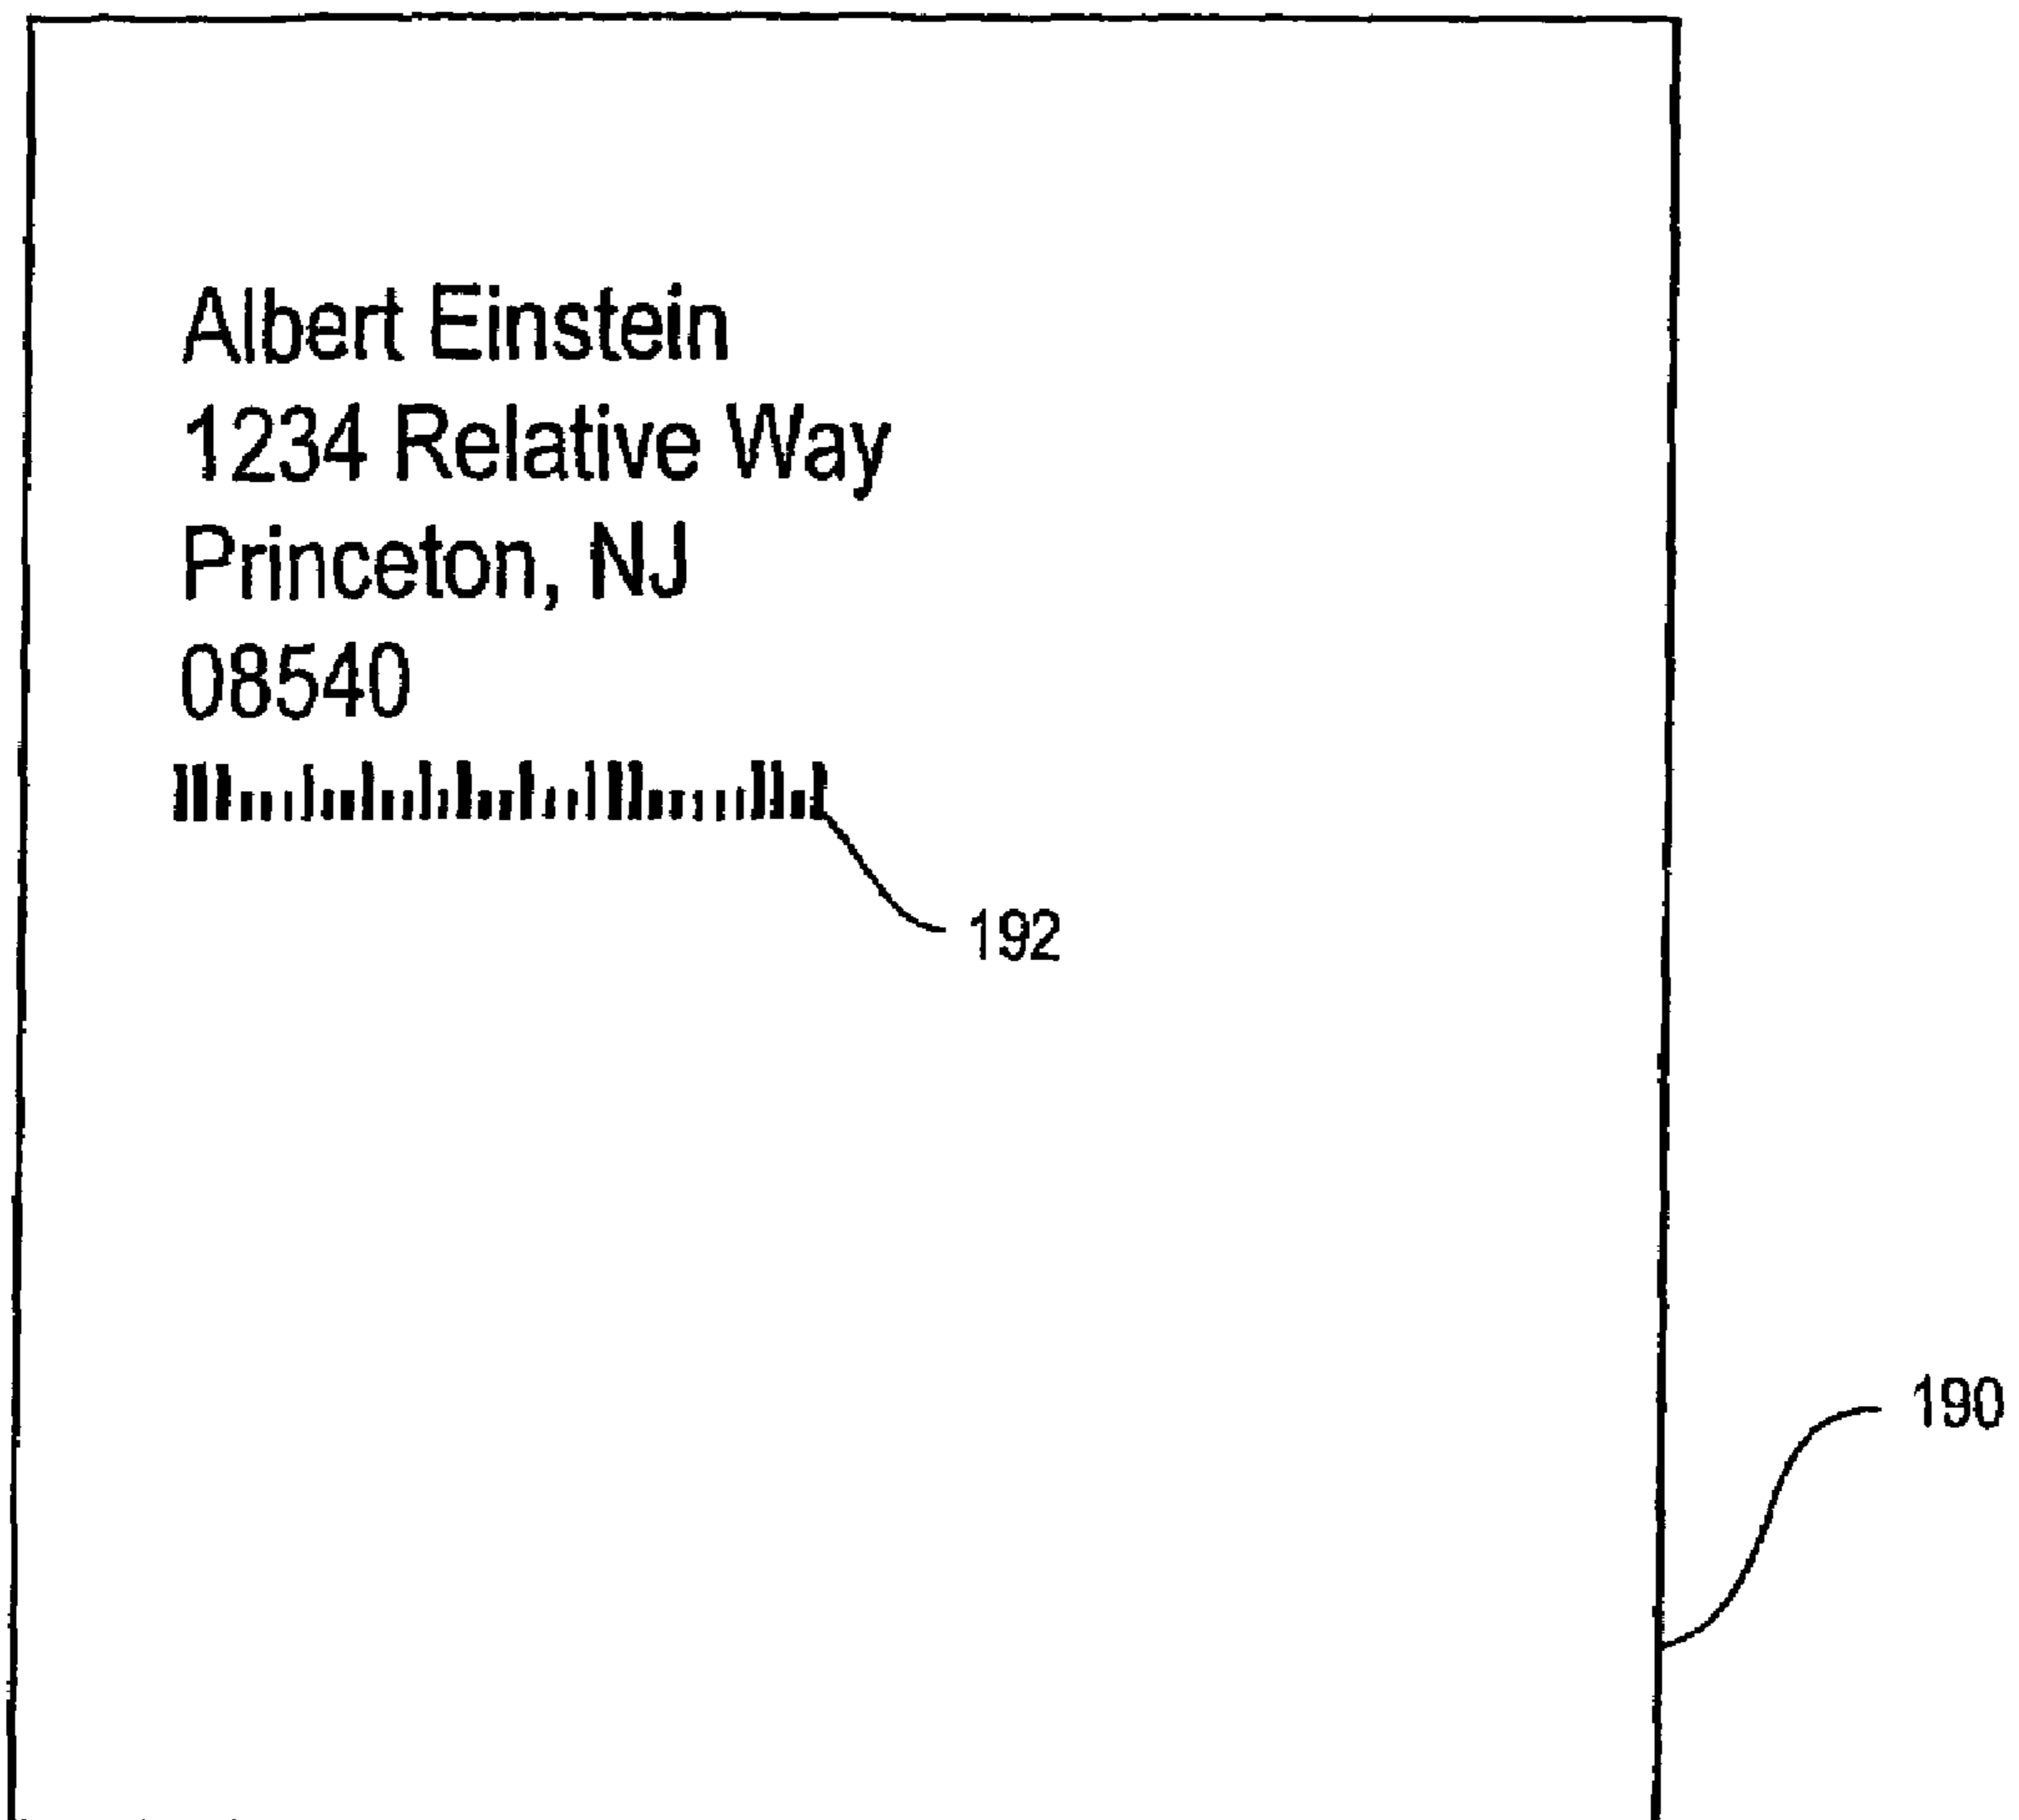 Albert Einstein
1234 Relative Way
Princeton, NJ
08540
192
190